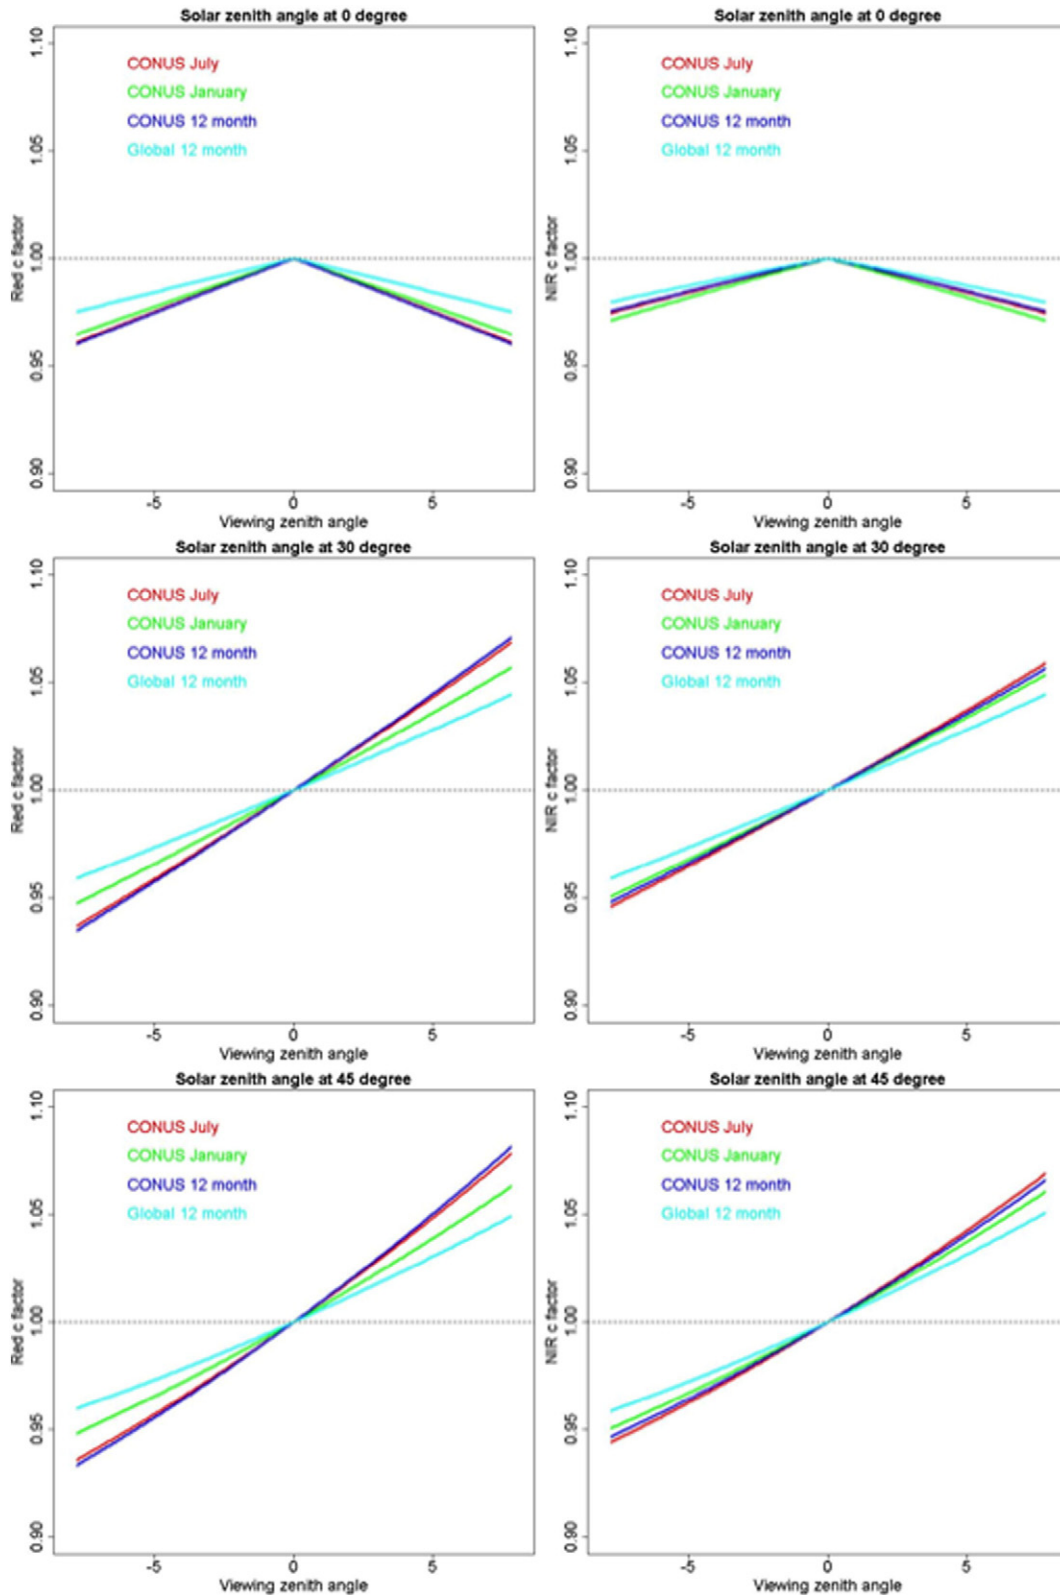 Solar zenith angle at 0 degree
CONUS July
CONUS January
CONUS 12 month
Global 12 month
Red c factor
1.10
1.05
1.00
0.95
0.90
-5 0 5
Viewing zenith angle
Solar zenith angle at 0 degree
CONUS July
CONUS January
CONUS 12 month
Global 12 month
NIR c factor
-5 0 5
Viewing zenith angle
Solar zenith angle at 30 degree
CONUS July
CONUS January
CONUS 12 month
Global 12 month
Red c factor
1.10
1.05
1.00
0.95
0.90
-5 0 5
Viewing zenith angle
Solar zenith angle at 30 degree
CONUS July
CONUS January
CONUS 12 month
Global 12 month
NIR c factor
1.10
1.05
1.00
0.95
0.90
-5 0 5
Viewing zenith angle
Solar zenith angle at 45 degree
CONUS July
CONUS January
CONUS 12 month
Global 12 month
Red c factor
1.10
1.05
1.00
0.95
0.90
-5 0 5
Viewing zenith angle
Solar zenith angle at 45 degree
CONUS July
CONUS January
CONUS 12 month
Global 12 month
NIR c factor
1.10
1.05
1.00
0.95
0.90
-5 0 5
Viewing zenith angle